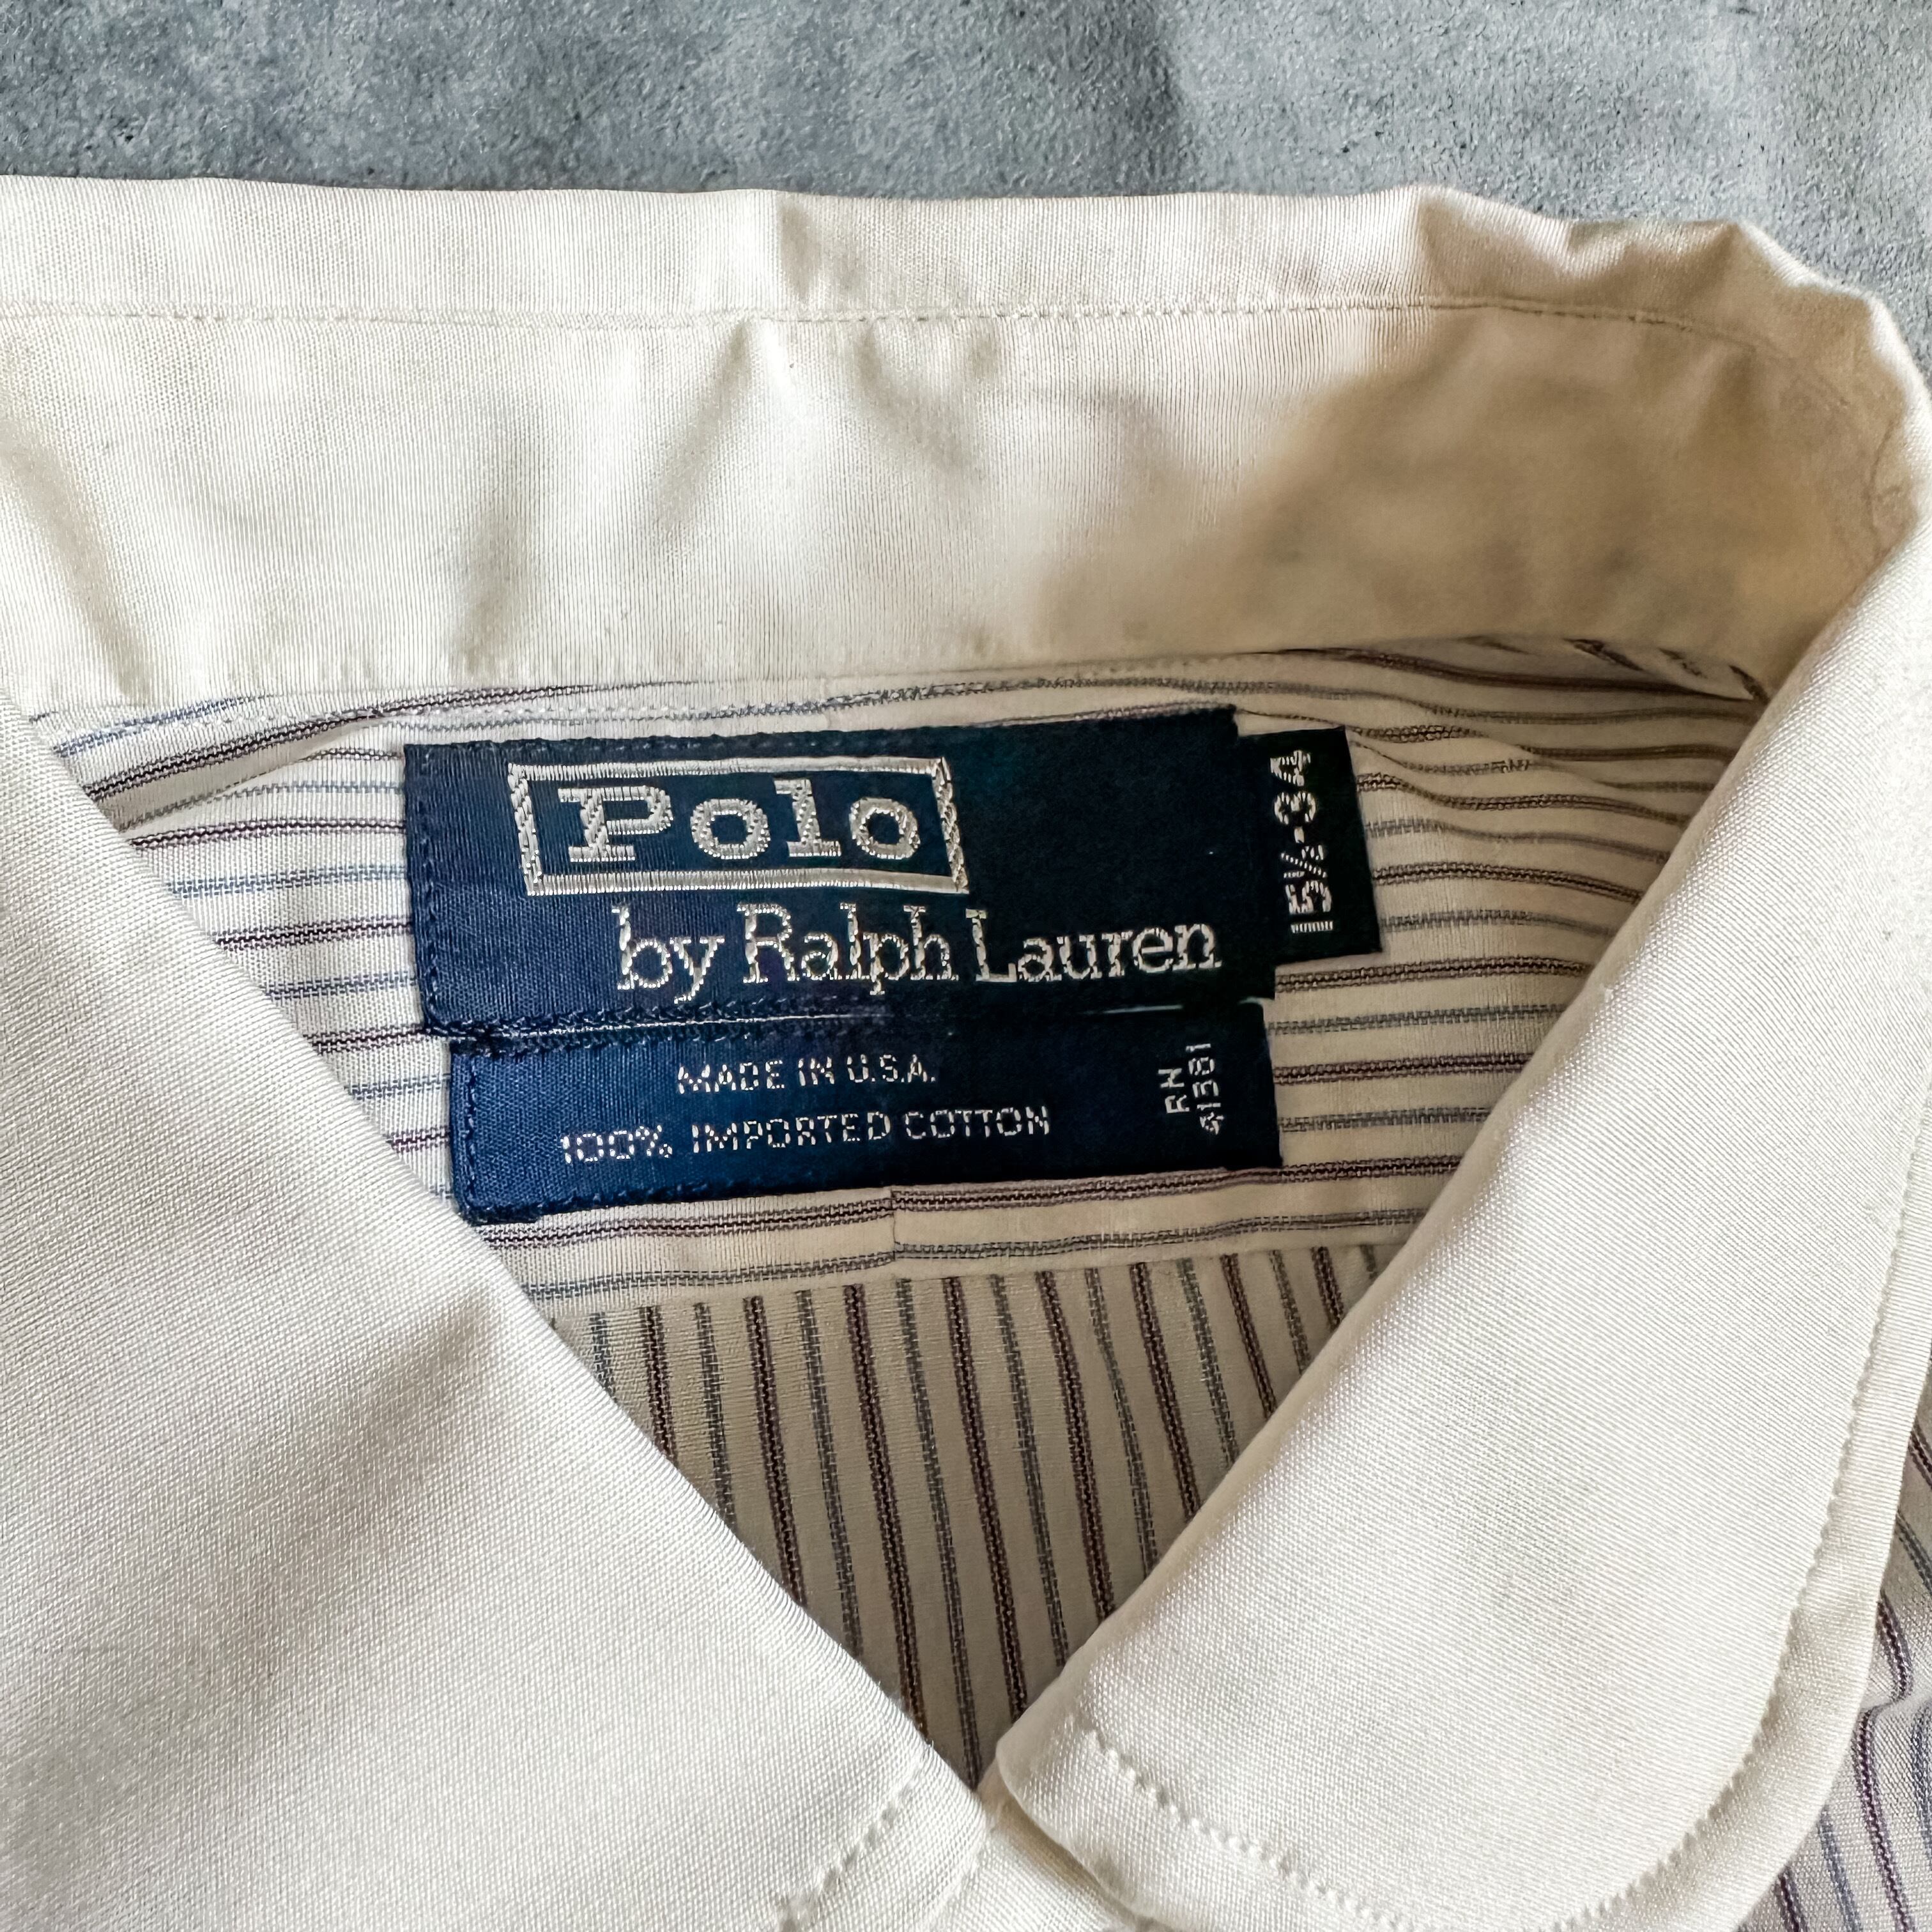 Polo
by Ralph Lauren
15½-34
MADE IN U.S.A.
100% IMPORTED COTTON
RN
41381